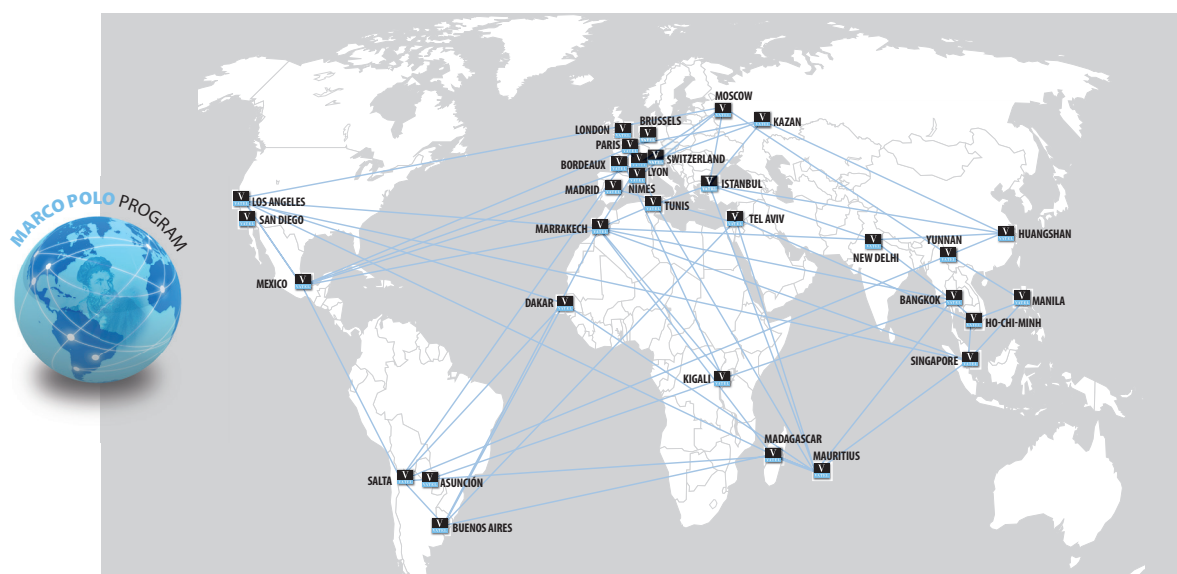 MARCO POLO PROGRAM
MOSCOW
BRUSSELS
KAZAN
LONDON
PARIS
SWITZERLAND
BORDEAUX
LYON
MADRID
NIMES
ISTANBUL
TUNIS
LOS ANGELES
SAN DIEGO
TEL AVIV
MARRAKECH
HUANGSHAN
YUNNAN
NEW DELHI
MEXICO
DAKAR
BANGKOK
MANILA
HO-CHI-MINH
SINGAPORE
KIGALI
MADAGASCAR
MAURITIUS
SALTA
ASUNCIÓN
BUENOS AIRES